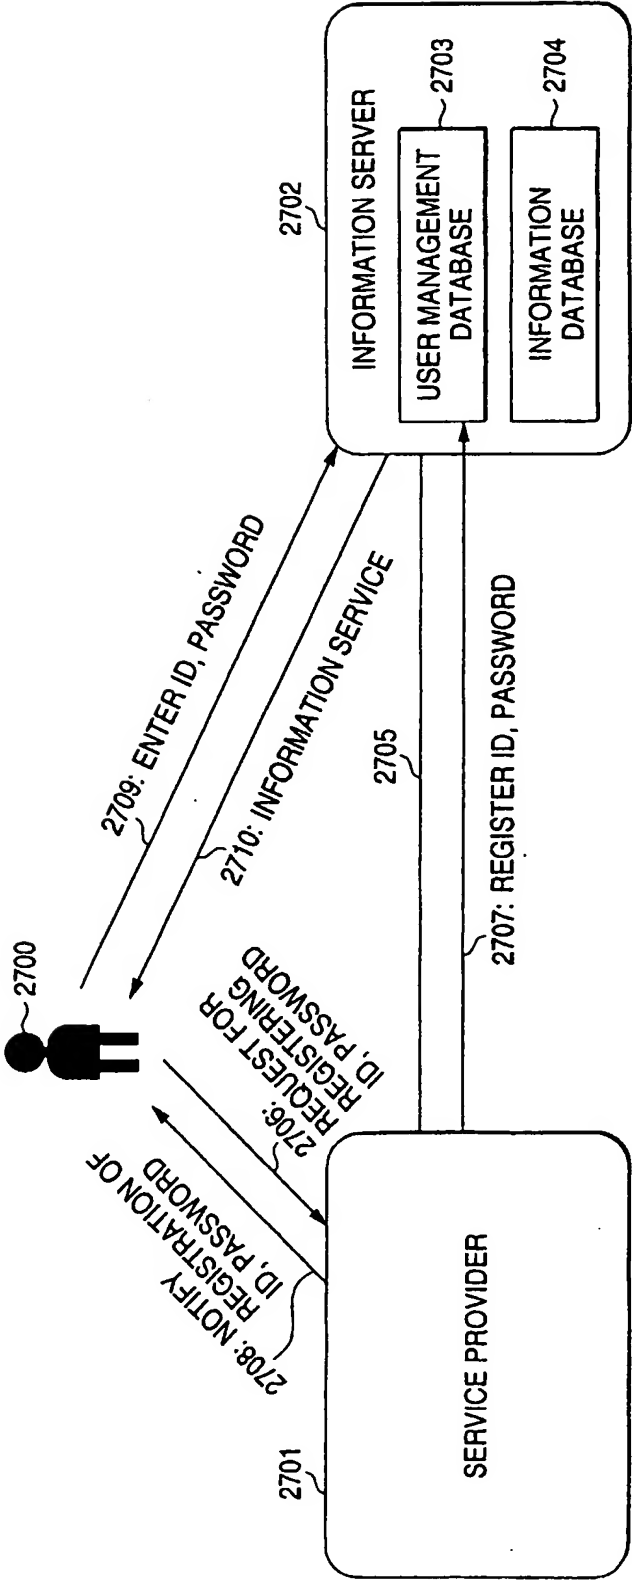 2700
2709: ENTER ID, PASSWORD
2710: INFORMATION SERVICE
2706:
REQUEST FOR
REGISTERING
ID, PASSWORD
2708: NOTIFY
REGISTRATION OF
ID, PASSWORD
2701
SERVICE PROVIDER
2705
2707: REGISTER ID, PASSWORD
2702
INFORMATION SERVER
USER MANAGEMENT
DATABASE
2703
INFORMATION
DATABASE
2704